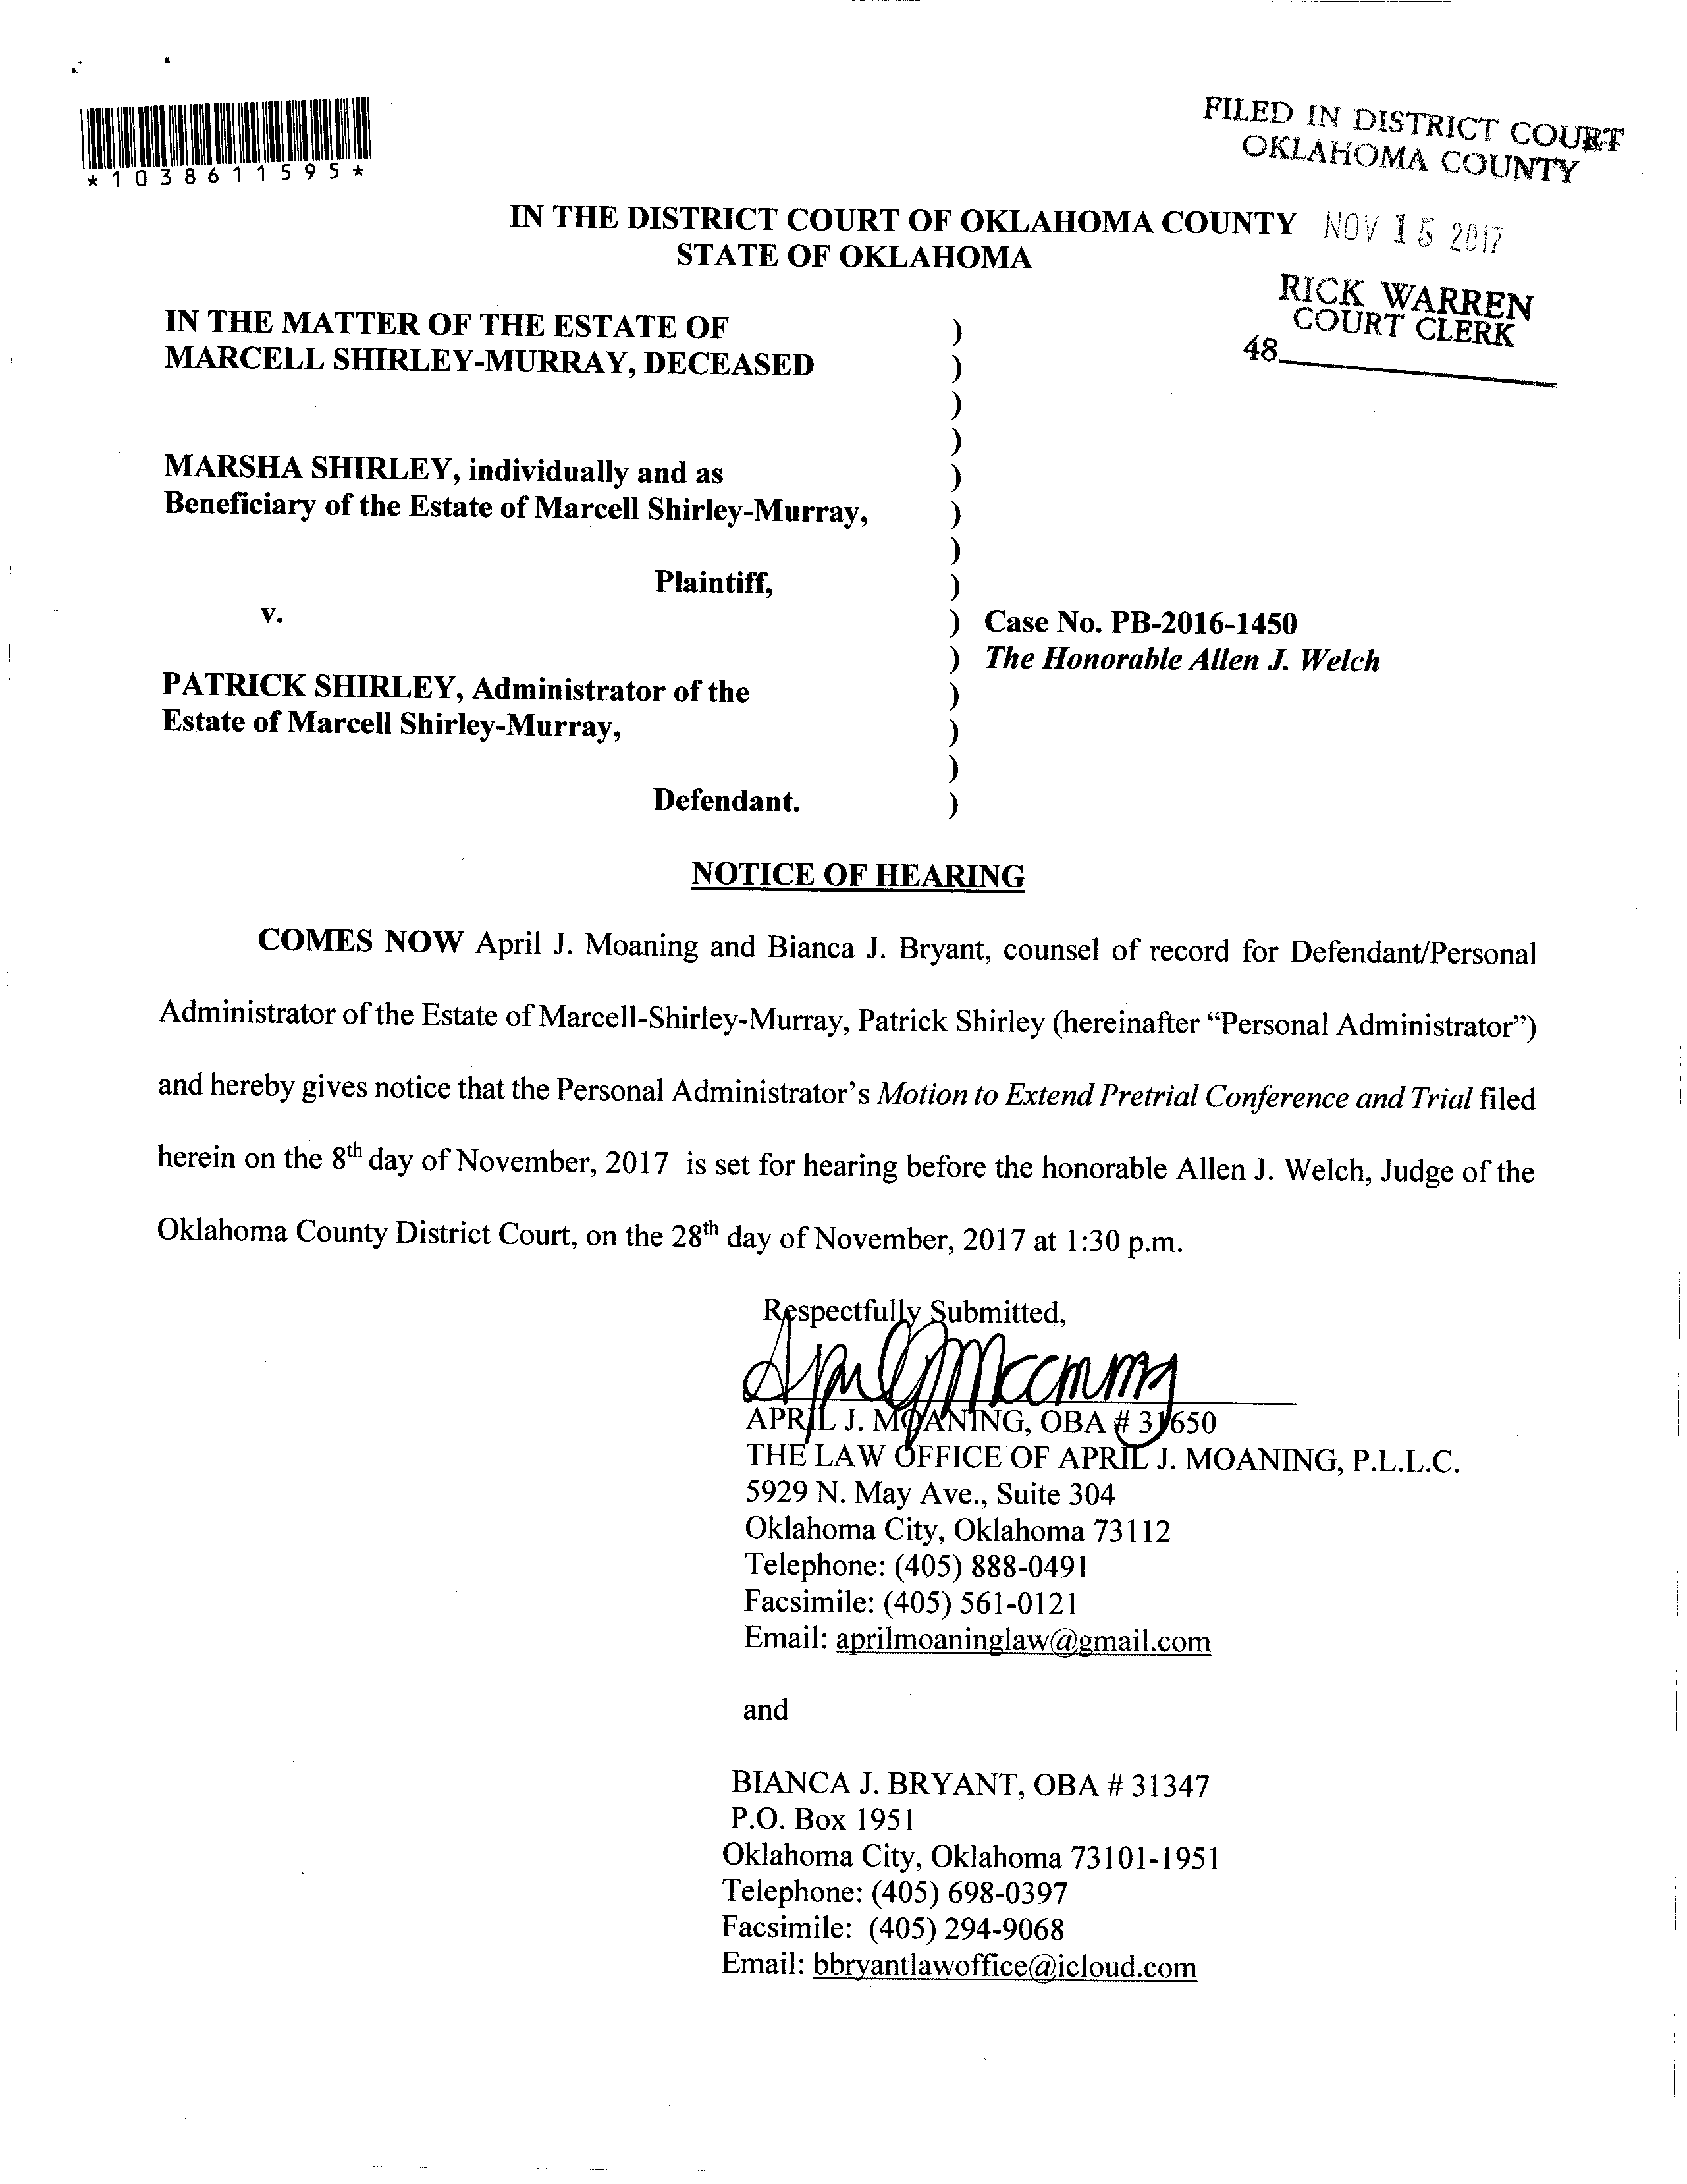 *1038611595*
FILED IN DISTRICT COURT
OKLAHOMA COUNTY
IN THE DISTRICT COURT OF OKLAHOMA COUNTY NOV 15 2017
STATE OF OKLAHOMA
RICK WARREN
COURT CLERK
48
IN THE MATTER OF THE ESTATE OF )
MARCELL SHIRLEY-MURRAY, DECEASED )
)
)
MARSHA SHIRLEY, individually and as )
Beneficiary of the Estate of Marcell Shirley-Murray, )
)
Plaintiff, )
v. ) Case No. PB-2016-1450
) The Honorable Allen J. Welch
PATRICK SHIRLEY, Administrator of the )
Estate of Marcell Shirley-Murray, )
)
Defendant. )
NOTICE OF HEARING
COMES NOW April J. Moaning and Bianca J. Bryant, counsel of record for Defendant/Personal
Administrator of the Estate of Marcell-Shirley-Murray, Patrick Shirley (hereinafter “Personal Administrator”)
and hereby gives notice that the Personal Administrator’s Motion to Extend Pretrial Conference and Trial filed
herein on the 8th day of November, 2017 is set for hearing before the honorable Allen J. Welch, Judge of the
Oklahoma County District Court, on the 28th day of November, 2017 at 1:30 p.m.
Respectfully Submitted,
April J Moaning
APRIL J. MOANING, OBA # 31650
THE LAW OFFICE OF APRIL J. MOANING, P.L.L.C.
5929 N. May Ave., Suite 304
Oklahoma City, Oklahoma 73112
Telephone: (405) 888-0491
Facsimile: (405) 561-0121
Email: aprilmoaninglaw@gmail.com
and
BIANCA J. BRYANT, OBA # 31347
P.O. Box 1951
Oklahoma City, Oklahoma 73101-1951
Telephone: (405) 698-0397
Facsimile: (405) 294-9068
Email: bbryantlawoffice@icloud.com